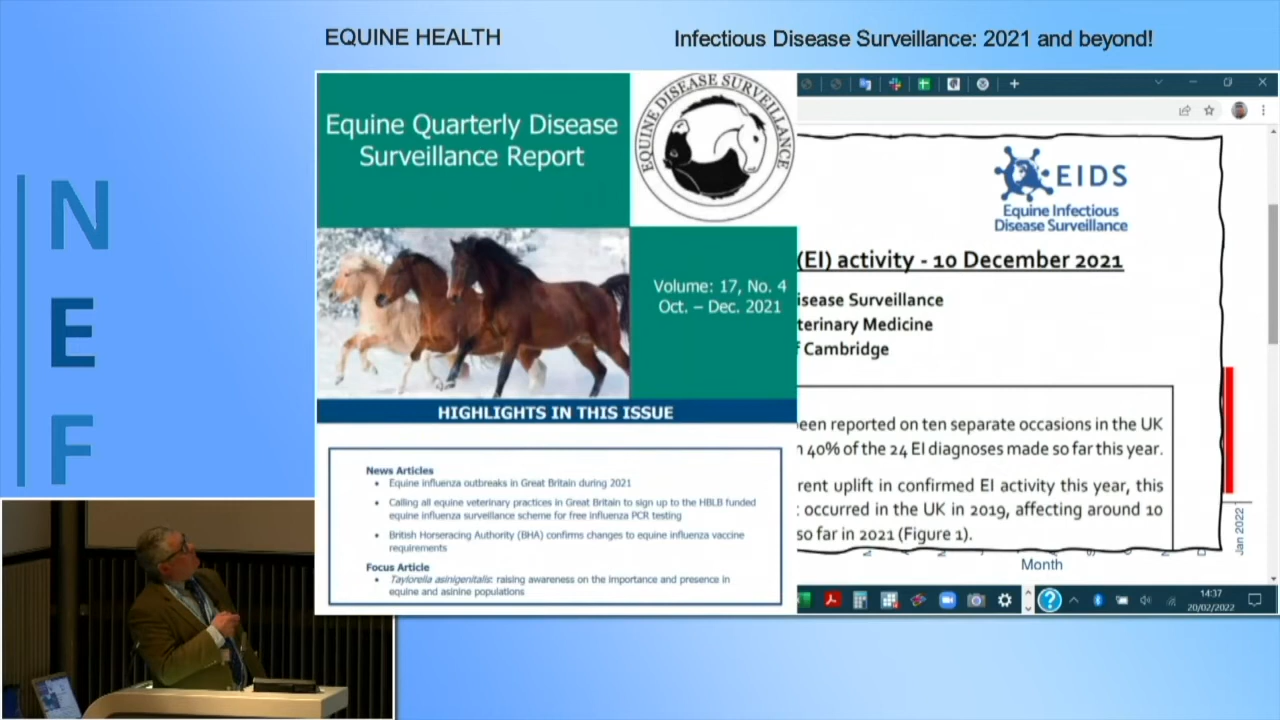 EQUINE HEALTH
Infectious Disease Surveillance: 2021 and beyond!
N
E
F
Equine Quarterly Disease
Surveillance Report
EQUINE DISEASE SURVEILLANCE
Volume: 17, No. 4
Oct. – Dec. 2021
HIGHLIGHTS IN THIS ISSUE
News Articles
• Equine influenza outbreaks in Great Britain during 2021
• Calling all equine veterinary practices in Great Britain to sign up to the HBLB funded
equine influenza surveillance scheme for free influenza PCR testing
• British Horseracing Authority (BHA) confirms changes to equine influenza vaccine
requirements
Focus Article
• Taylorella asinigenitalis: raising awareness on the importance and presence in
equine and asinine populations
EIDS
Equine Infectious
Disease Surveillance
(EI) activity - 10 December 2021
isease Surveillance
terinary Medicine
Cambridge
een reported on ten separate occasions in the UK
40% of the 24 EI diagnoses made so far this year.
rent uplift in confirmed EI activity this year, this
occurred in the UK in 2019, affecting around 10
so far in 2021 (Figure 1).
Jan 2022
Month
14:37
20/02/2022